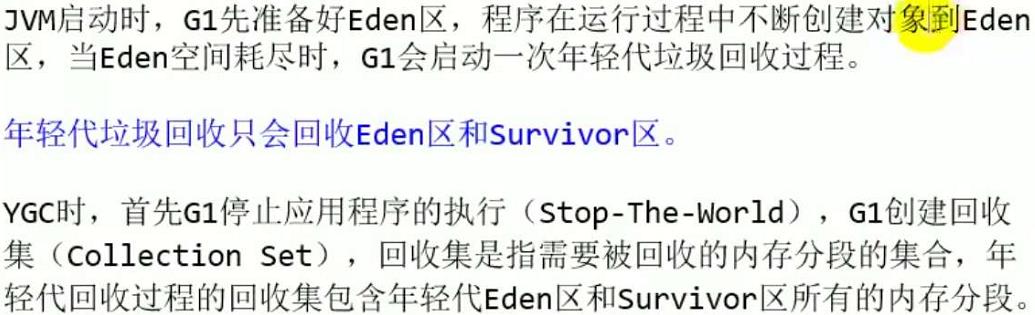 JVM启动时，G1先准备好Eden区，程序在运行过程中不断创建对象到Eden
区，当Eden空间耗尽时，G1会启动一次年轻代垃圾回收过程。
年轻代垃圾回收只会回收Eden区和Survivor区。
YGC时，首先G1停止应用程序的执行（Stop-The-World），G1创建回收
集（Collection Set），回收集是指需要被回收的内存分段的集合，年
轻代回收过程的回收集包含年轻代Eden区和Survivor区所有的内存分段。